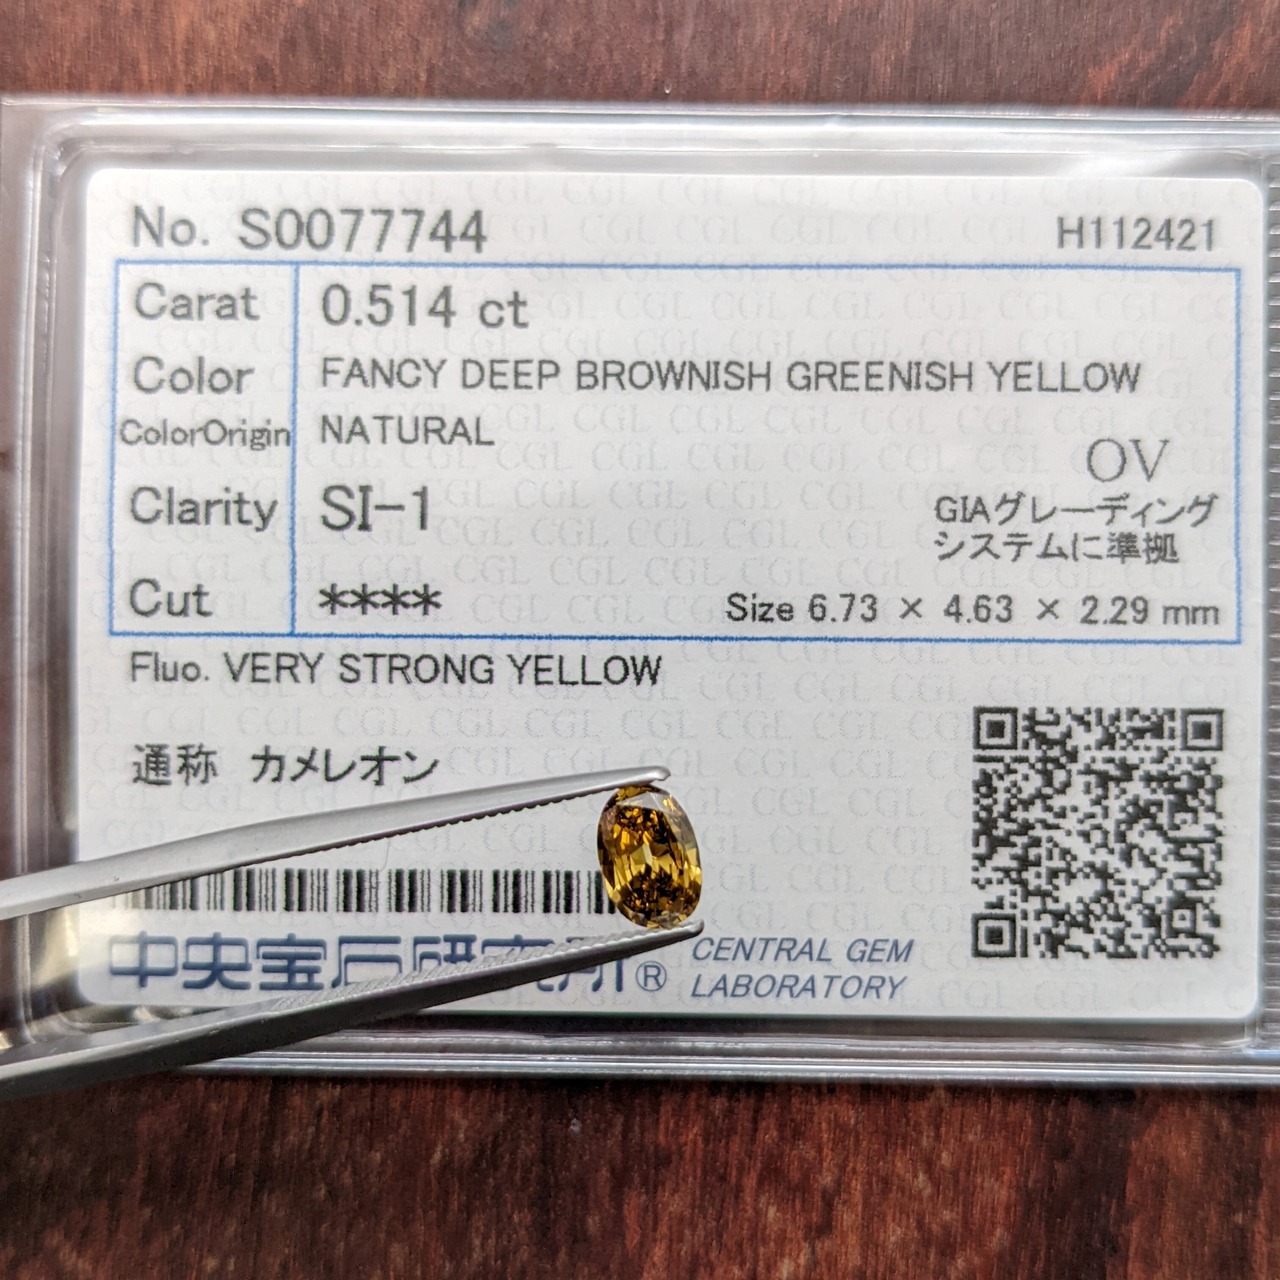 No. S0077744
H112421
Carat 0.514 ct
Color FANCY DEEP BROWNISH GREENISH YELLOW
ColorOrigin NATURAL
OV
Clarity SI-1
GIAグレーディング
システムに準拠
Cut ****
Size 6.73 × 4.63 × 2.29 mm
Fluo. VERY STRONG YELLOW
通称 カメレオン
中央宝石研究所®
CENTRAL GEM
LABORATORY